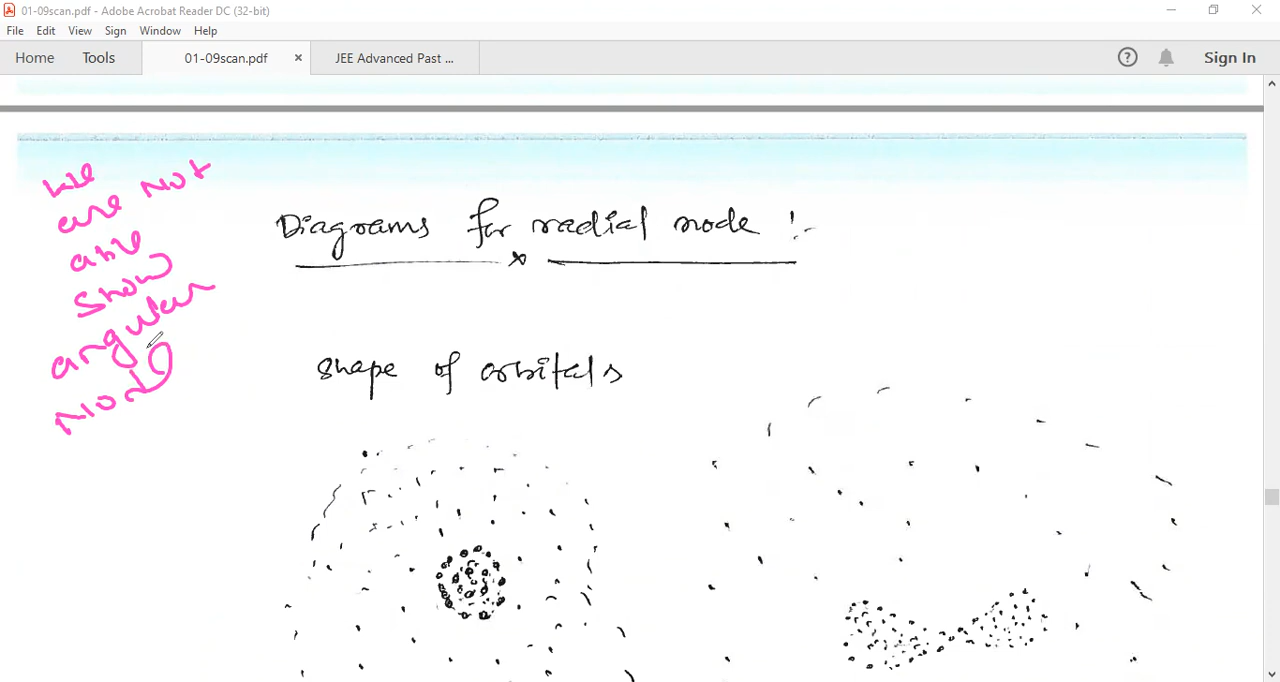 01-09scan.pdf - Adobe Acrobat Reader DC (32-bit)
File Edit View Sign Window Help
Home Tools 01-09scan.pdf × JEE Advanced Past ... ? Sign In
We
are Not
able
Show
angular
Node
Diagrams for radial node :-
Shape of orbitals